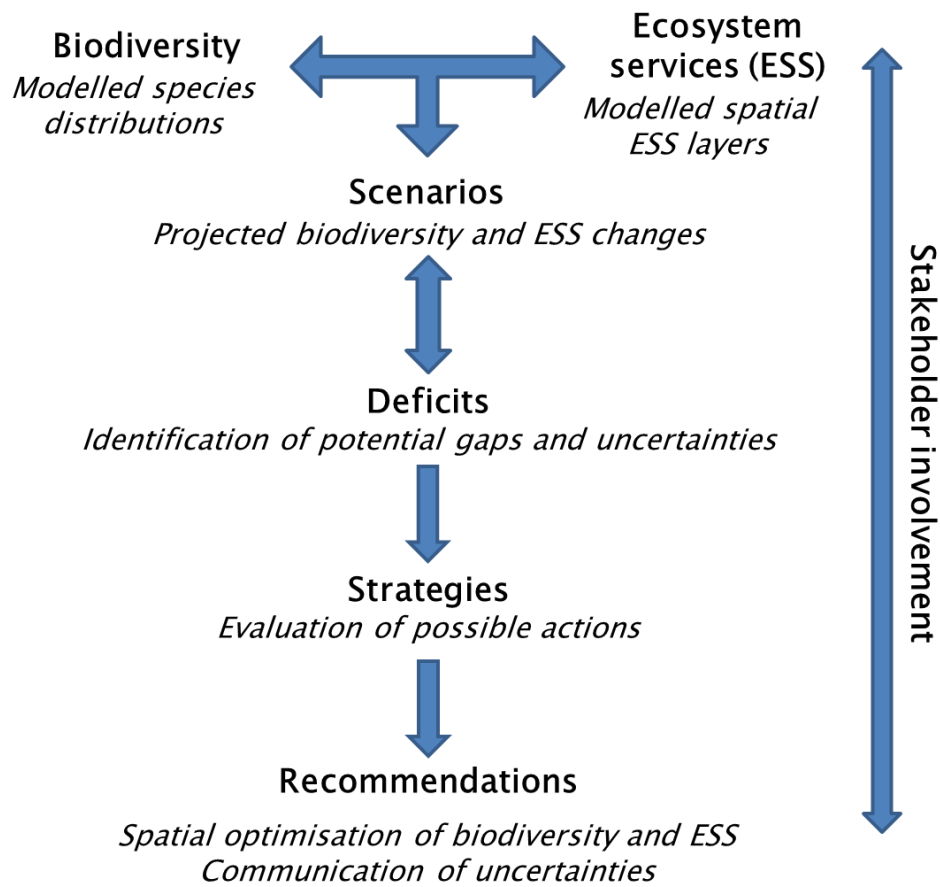 Biodiversity
Modelled species
distributions
Ecosystem
services (ESS)
Modelled spatial
ESS layers
Scenarios
Projected biodiversity and ESS changes
Deficits
Identification of potential gaps and uncertainties
Strategies
Evaluation of possible actions
Recommendations
Spatial optimisation of biodiversity and ESS
Communication of uncertainties
Stakeholder involvement